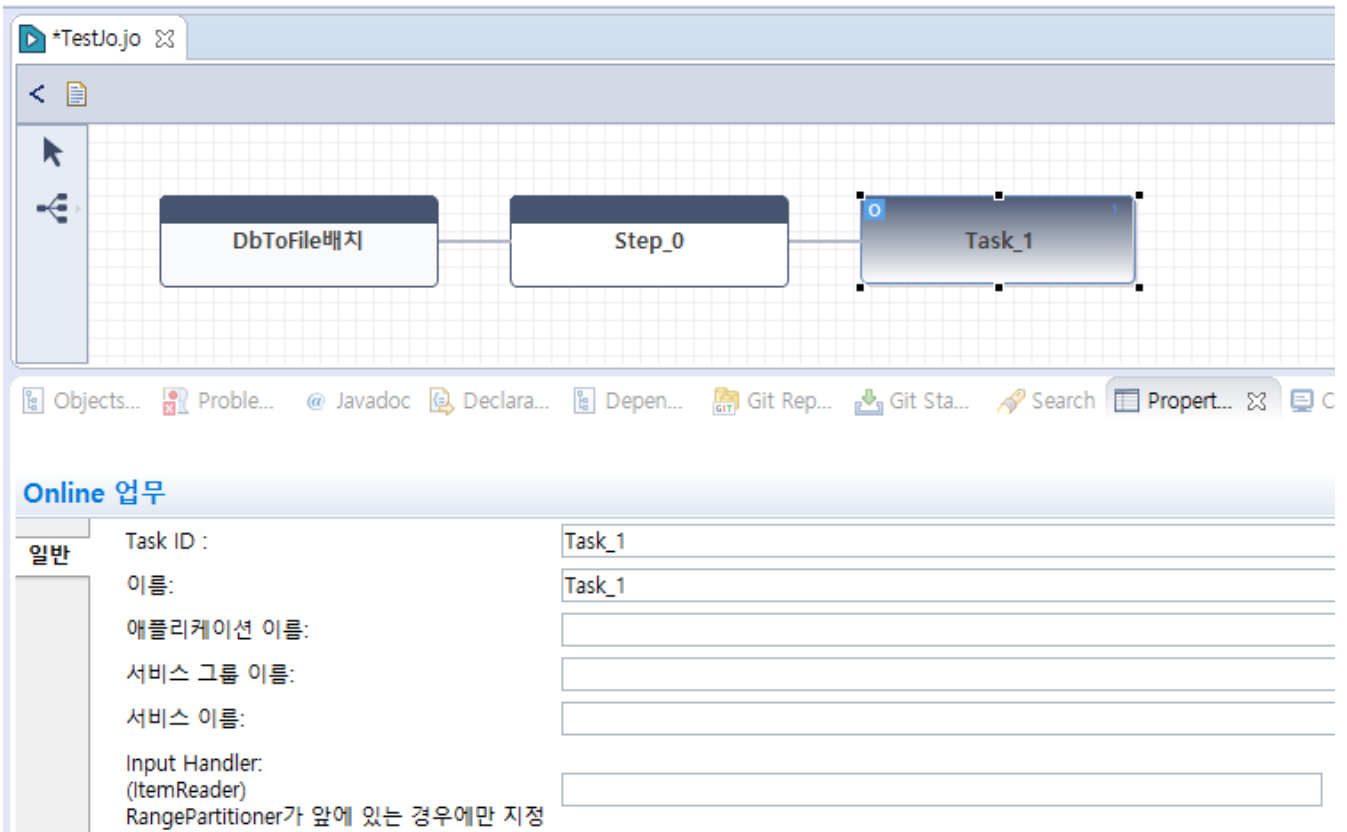 *TestJo.jo
DbToFile배치
Step_0
O
1
Task_1
Objects...
Proble...
@ Javadoc
Declara...
Depen...
Git Rep...
Git Sta...
Search
Propert...
C
Online 업무
일반
Task ID :
Task_1
이름:
Task_1
애플리케이션 이름:
서비스 그룹 이름:
서비스 이름:
Input Handler:
(ItemReader)
RangePartitioner가 앞에 있는 경우에만 지정